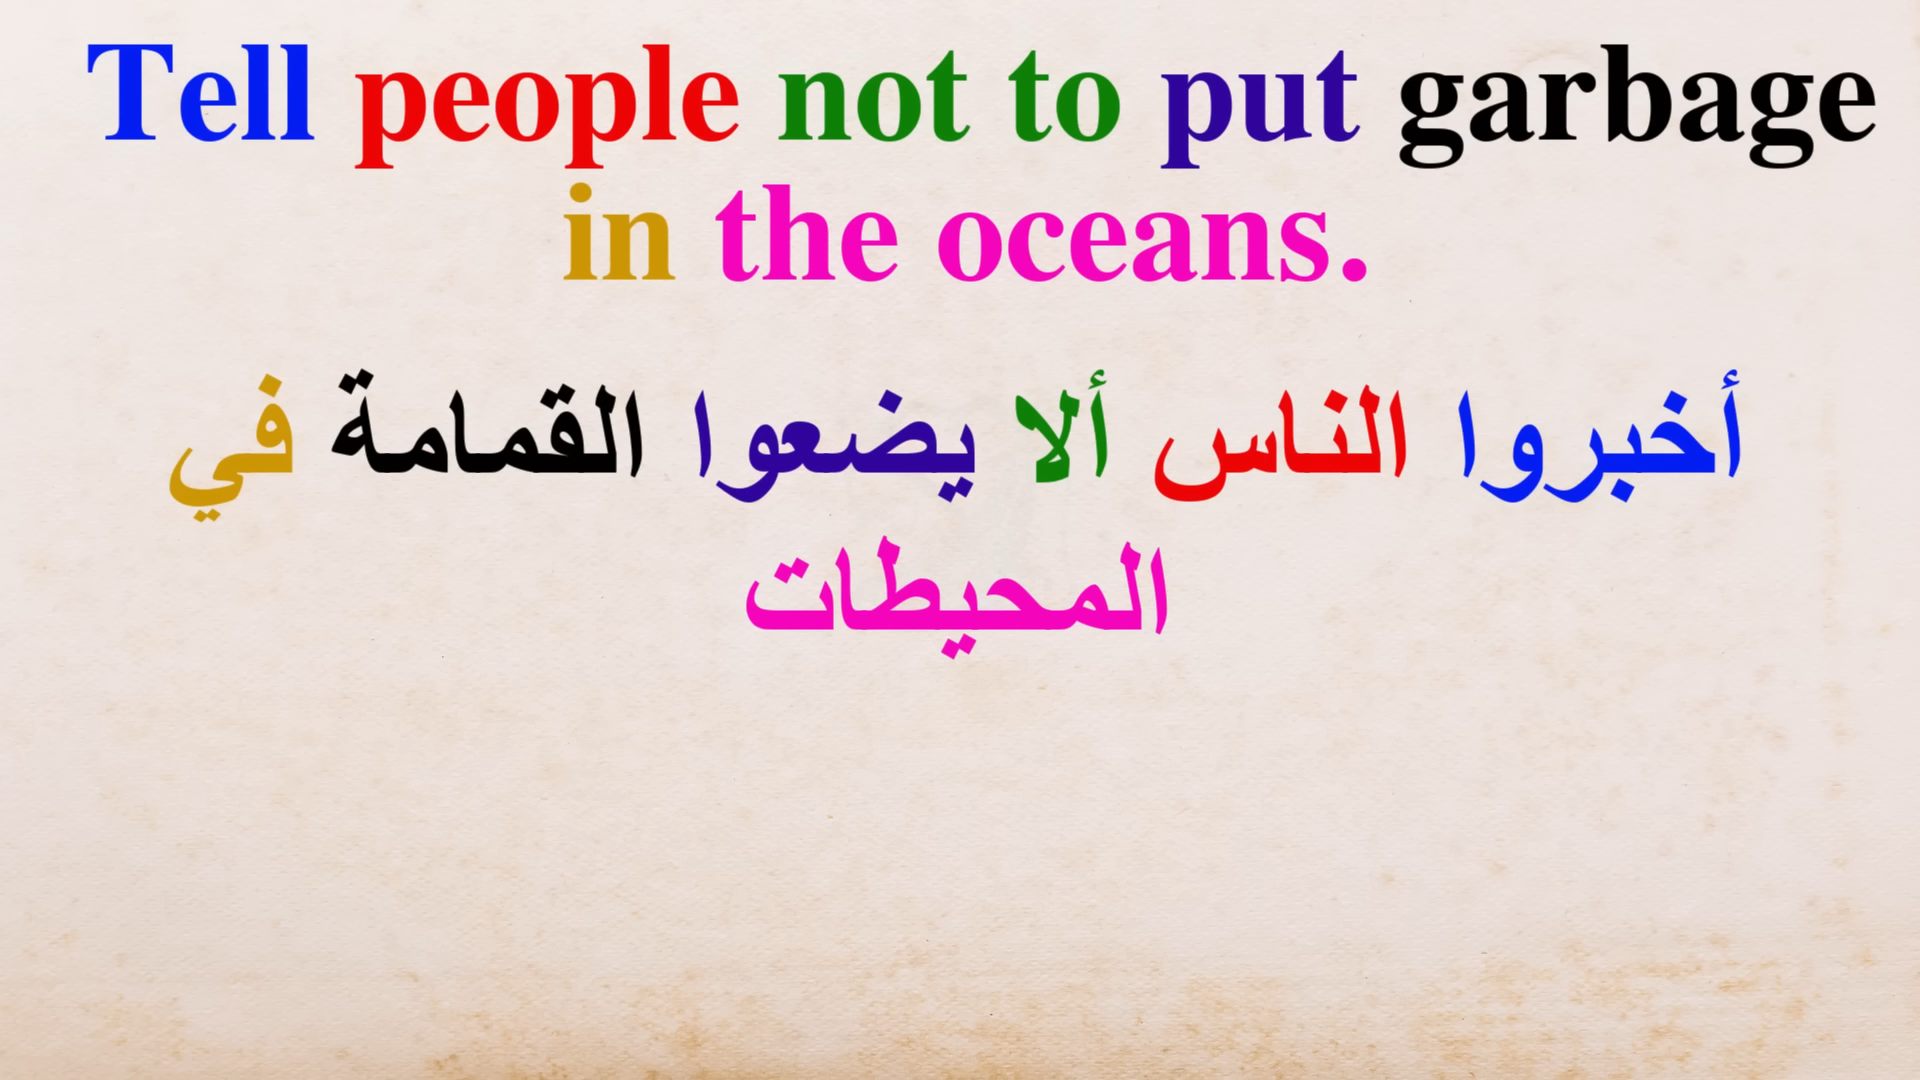 Tell people not to put garbage
in the oceans.
أخبروا الناس ألا يضعوا القمامة في
المحيطات